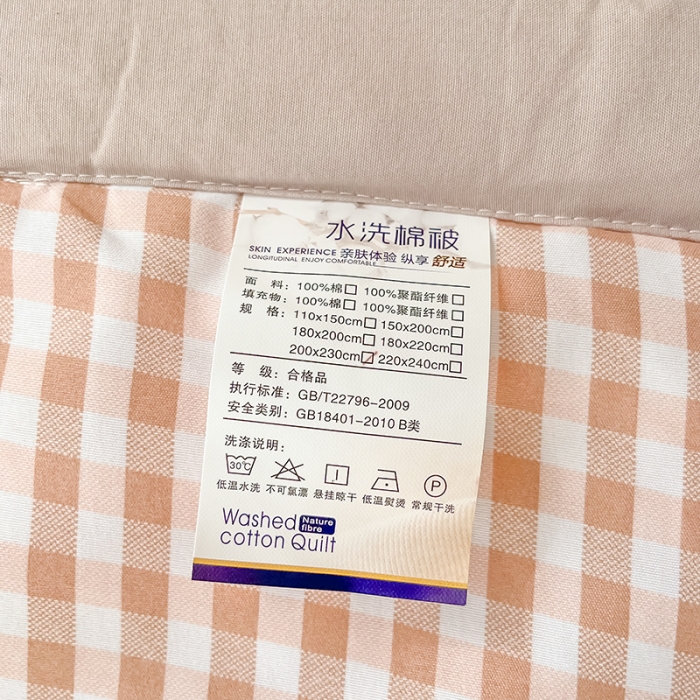 水洗棉被
SKIN EXPERIENCE 亲肤体验 纵享 舒适
LONGITUDINAL ENJOY COMFORTABLE
面 料: 100%棉□ 100%聚酯纤维□
填充物: 100%棉□ 100%聚酯纤维□
规 格: 110x150cm□ 150x200cm□
180x200cm□ 180x220cm□
200x230cm☑ 220x240cm□
等 级: 合格品
执行标准: GB/T22796-2009
安全类别: GB18401-2010 B类
洗涤说明:
30℃ P
低温水洗 不可氯漂 悬挂晾干 低温熨烫 常规干洗
Washed Nature
fibre
cotton Quilt